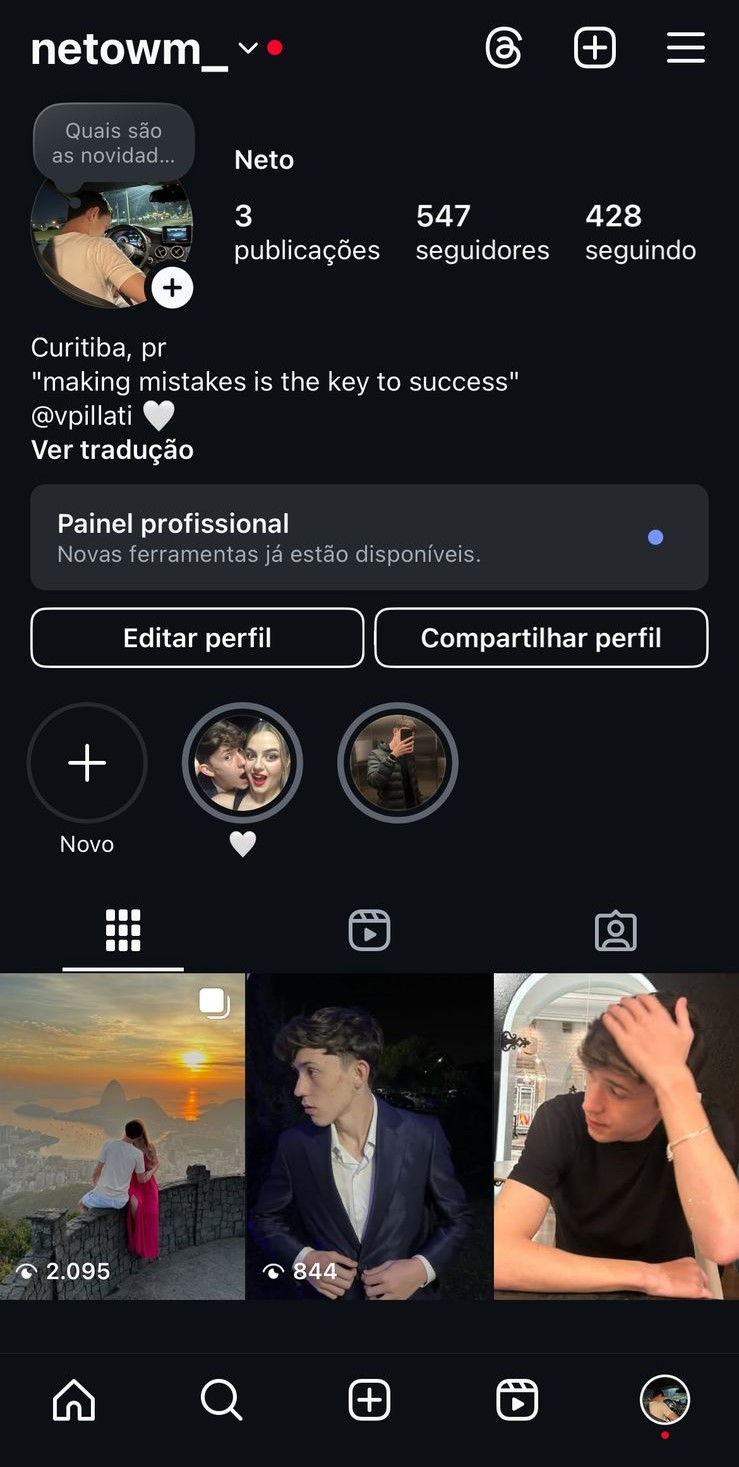 netowm_
Quais são
as novidad...
Neto
3 547 428
publicações seguidores seguindo
Curitiba, pr
"making mistakes is the key to success"
@vpillati 🤍
Ver tradução
Painel profissional
Novas ferramentas já estão disponíveis.
Editar perfil Compartilhar perfil
Novo 🤍
2.095 844